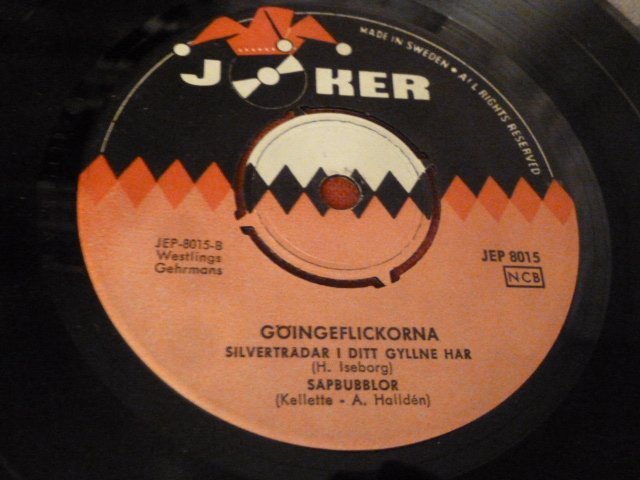 JOKER
MADE IN SWEDEN • ALL RIGHTS RESERVED
JEP-8015-B
Westlings
Gehrmans
JEP 8015
NCB
GÖINGEFLICKORNA
SILVERTRÅDAR I DITT GYLLNE HÅR
(H. Iseborg)
SÅPBUBBLOR
(Kellette - A. Halldén)